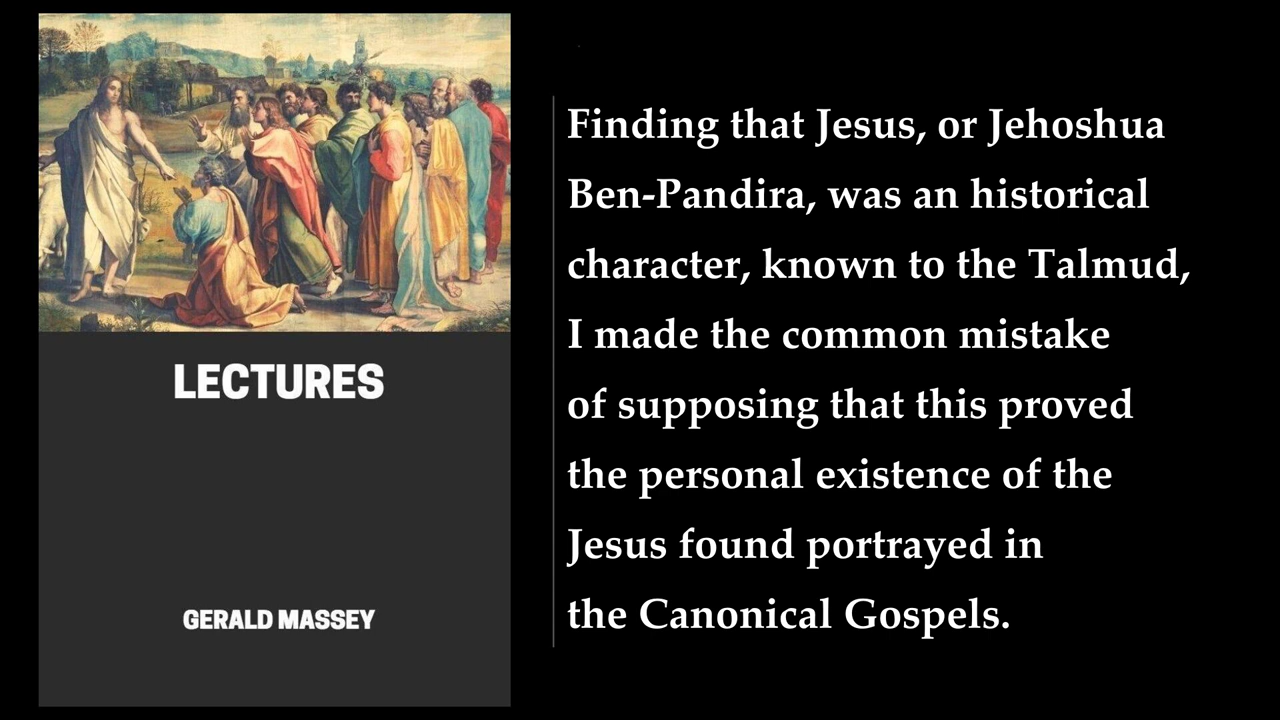 LECTURES
GERALD MASSEY
Finding that Jesus, or Jehoshua
Ben-Pandira, was an historical
character, known to the Talmud,
I made the common mistake
of supposing that this proved
the personal existence of the
Jesus found portrayed in
the Canonical Gospels.